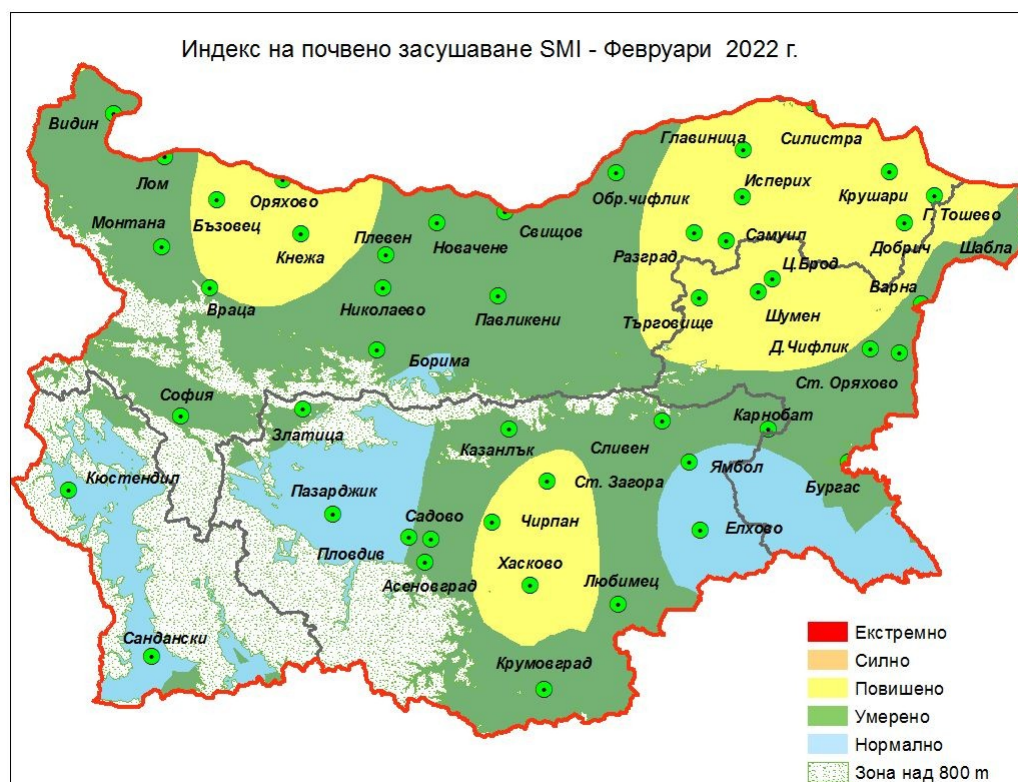 Индекс на почвено засушаване SMI - Февруари 2022 г.
Видин
Главиница
Силистра
Лом
Исперих
Оряхово
Обр.чифлик
Крушари
Монтана
Бъзовец
Свищов
Г. Тошево
Плевен
Новачене
Самуил
Кнежа
Разград
Добрич
Шабла
Ц.Брод
Варна
Враца
Николаево
Павликени
Търговище
Шумен
Д.Чифлик
Борима
Ст. Оряхово
София
Златица
Карнобат
Казанлък
Сливен
Ямбол
Кюстендил
Ст. Загора
Бургас
Пазарджик
Садово
Чирпан
Елхово
Пловдив
Хасково
Асеновград
Любимец
Сандански
Крумовград
Екстремно
Силно
Повишено
Умерено
Нормално
Зона над 800 m